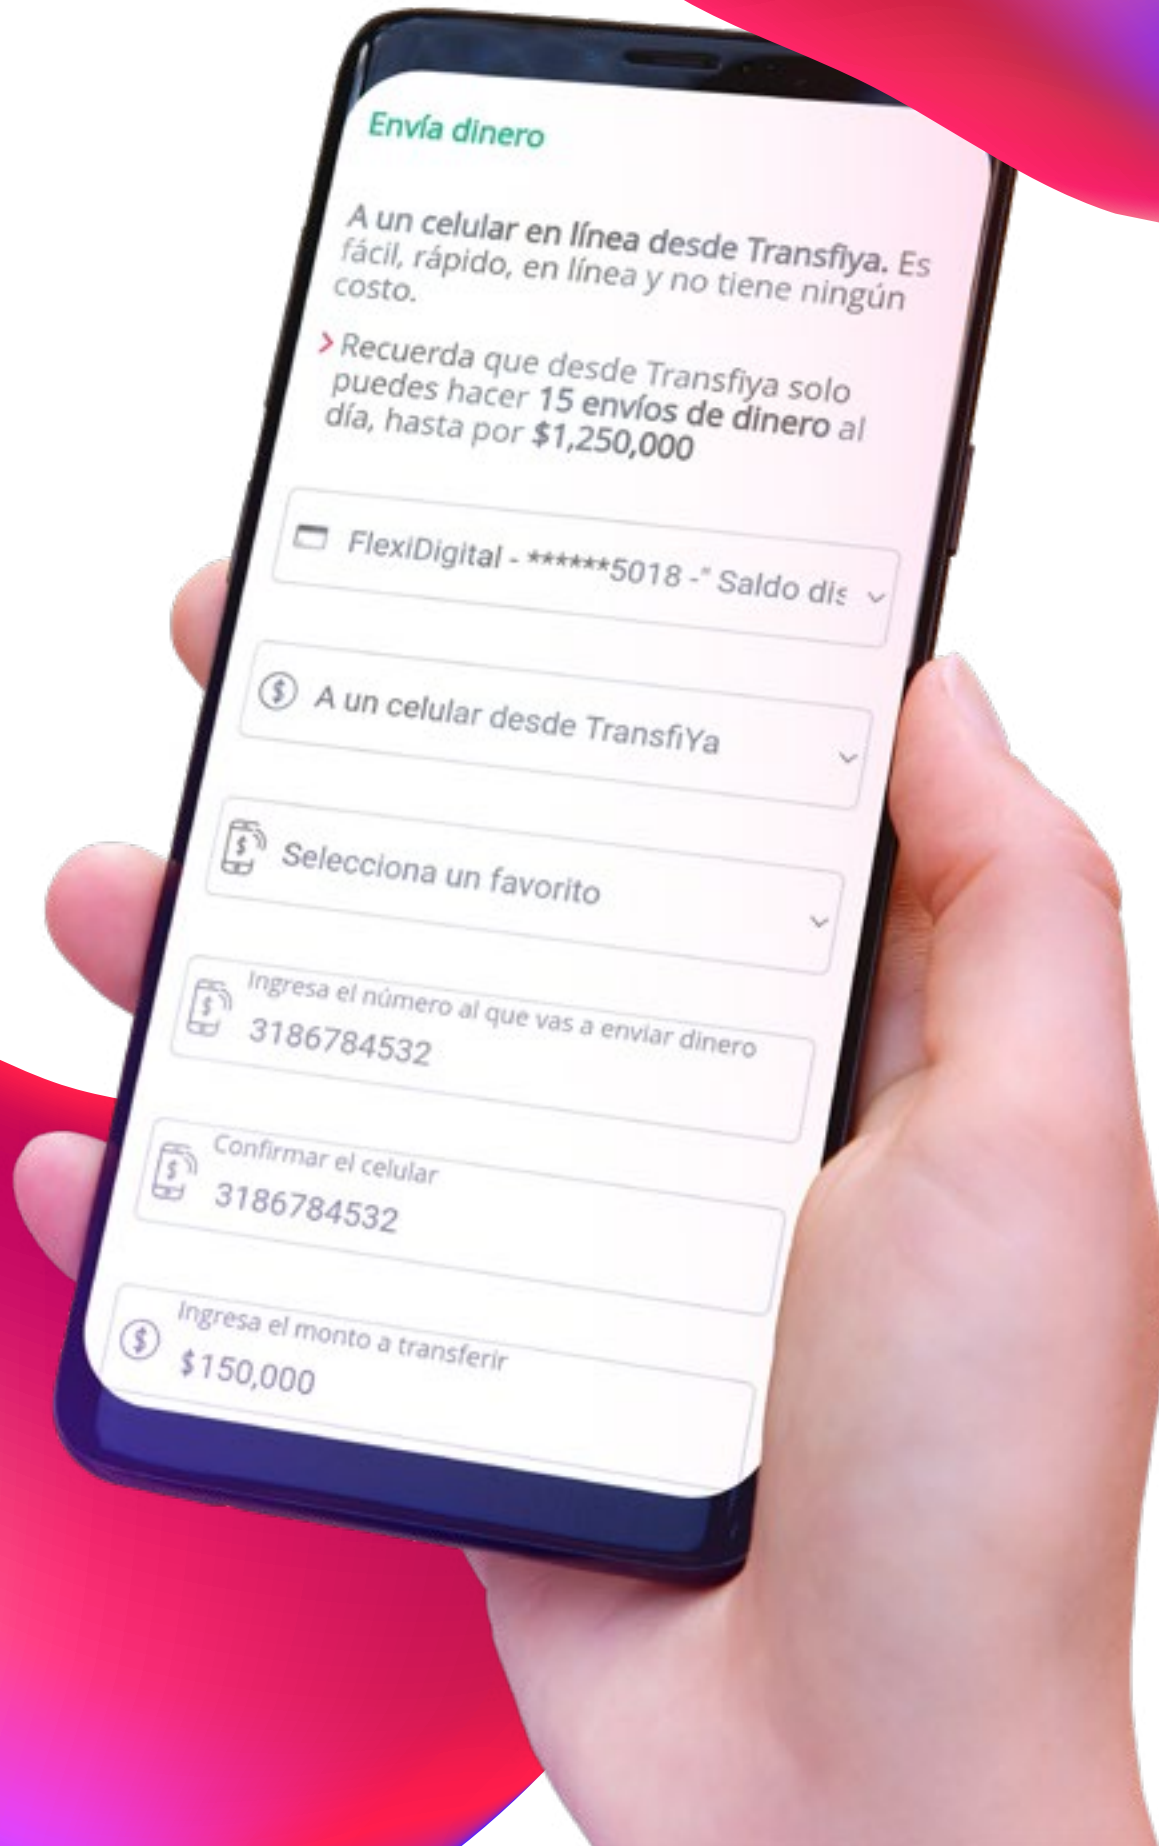 Envía dinero
A un celular en línea desde Transfiya. Es
fácil, rápido, en línea y no tiene ningún
costo.
Recuerda que desde Transfiya solo
puedes hacer 15 envíos de dinero al
día, hasta por $1,250,000
FlexiDigital - ******5018 -" Saldo dis
A un celular desde TransfiYa
Selecciona un favorito
Ingresa el número al que vas a enviar dinero
3186784532
Confirmar el celular
3186784532
Ingresa el monto a transferir
$150,000